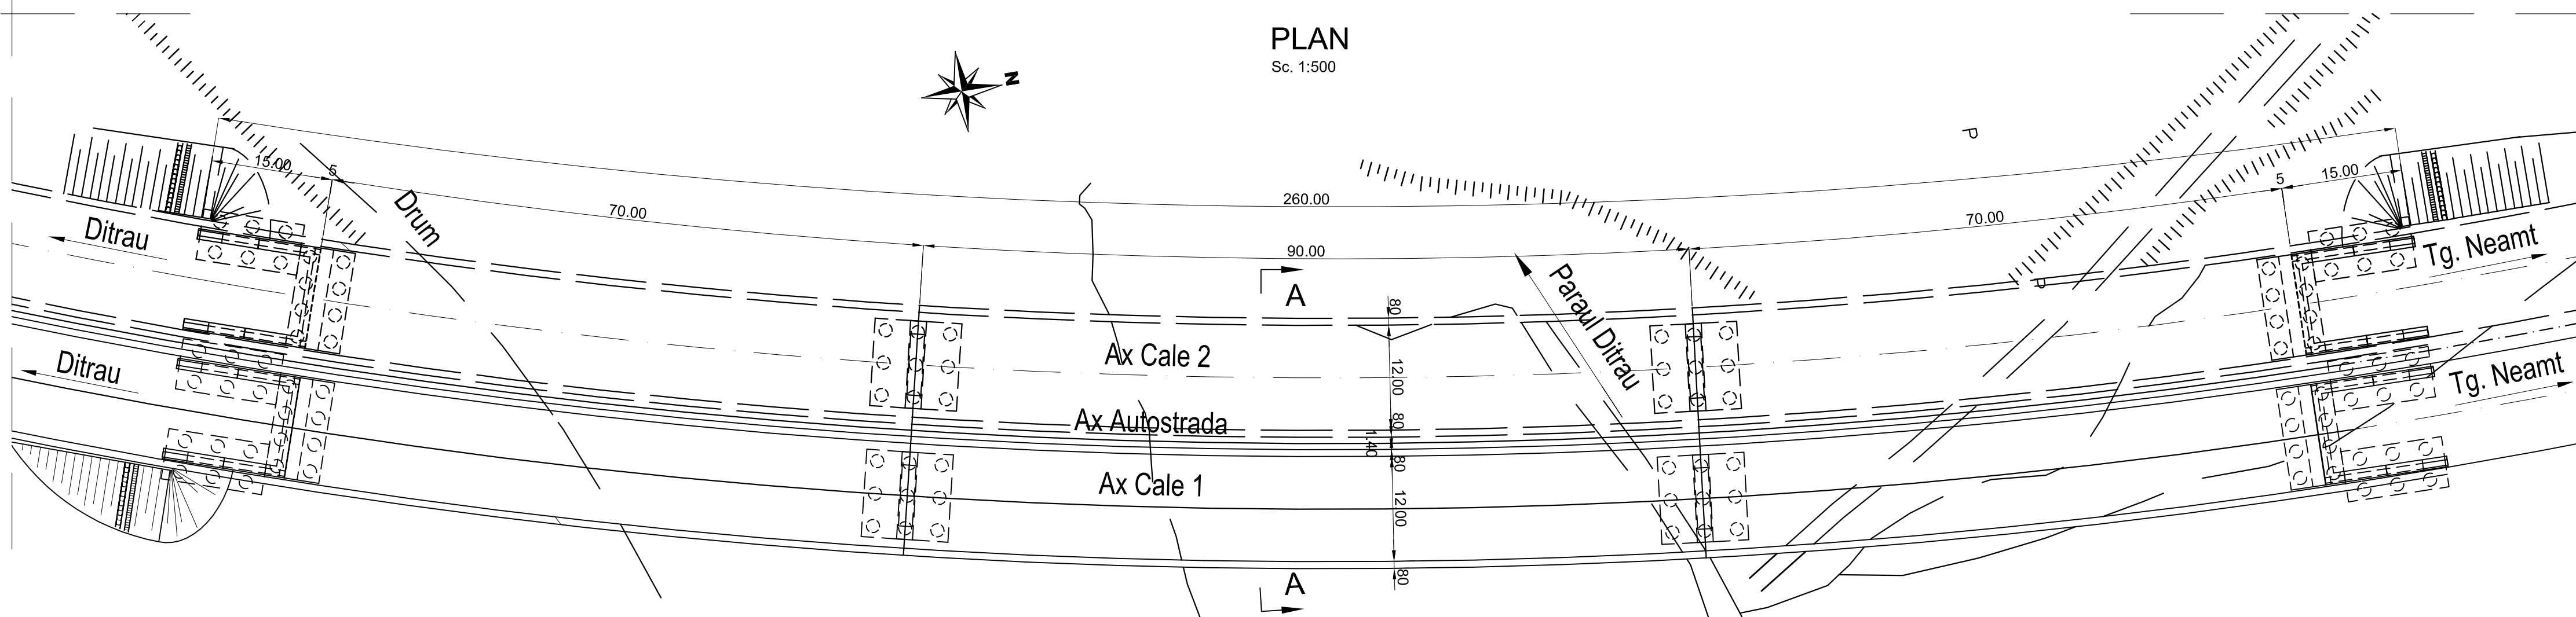 PLAN
Sc. 1:500
N
P
15.00
5
260.00
70.00
90.00
70.00
5
15.00
Drum
Ditrau
Tg. Neamt
Paraul Ditrau
P
A
80
Ax Cale 2
12.00
Ditrau
Tg. Neamt
Ax Autostrada
80
1.40
80
Ax Cale 1
12.00
80
A